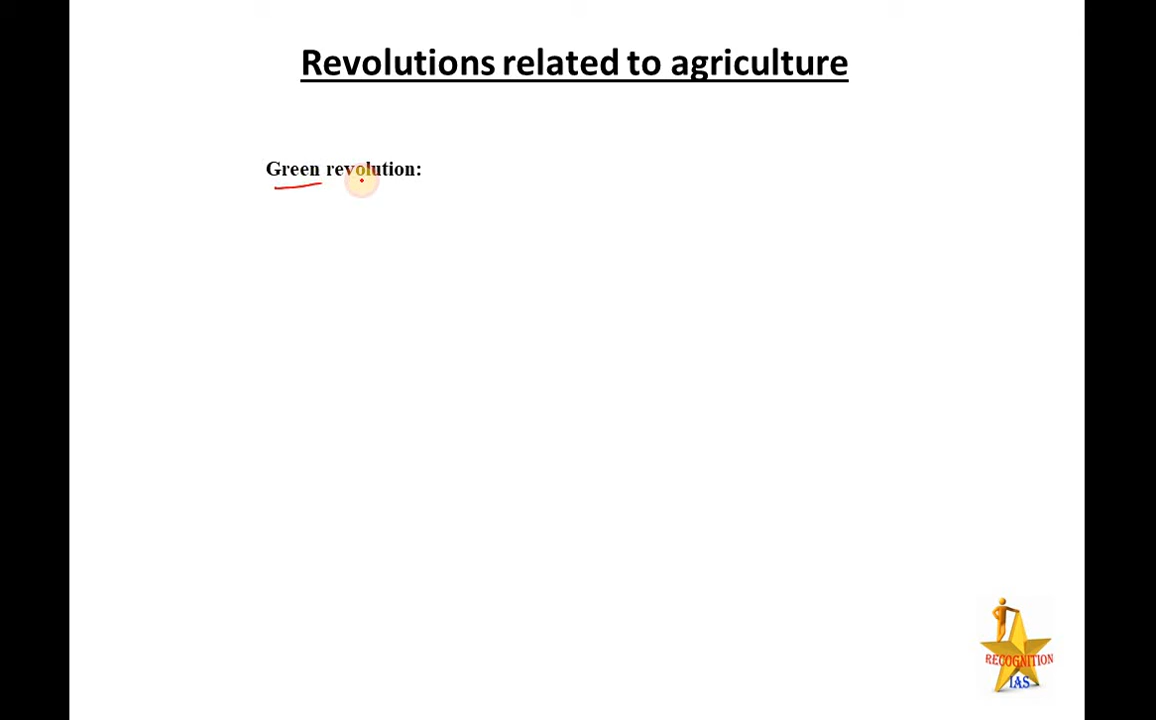 Revolutions related to agriculture
Green revolution:
RECOGNITION
IAS